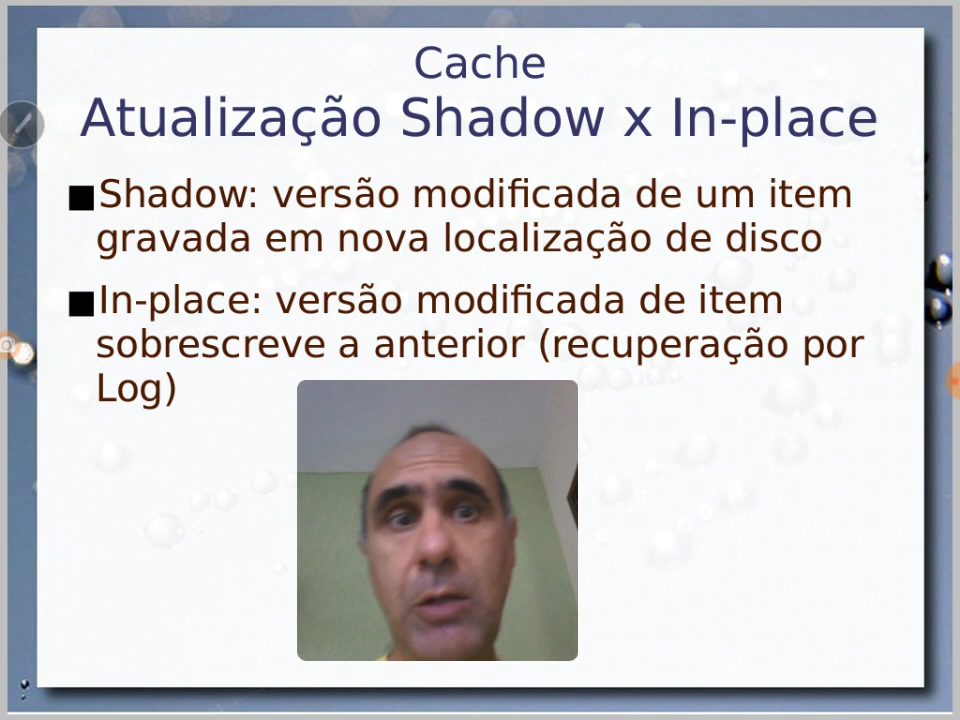 Cache
Atualização Shadow x In-place
Shadow: versão modificada de um item
gravada em nova localização de disco
In-place: versão modificada de item
sobrescreve a anterior (recuperação por
Log)